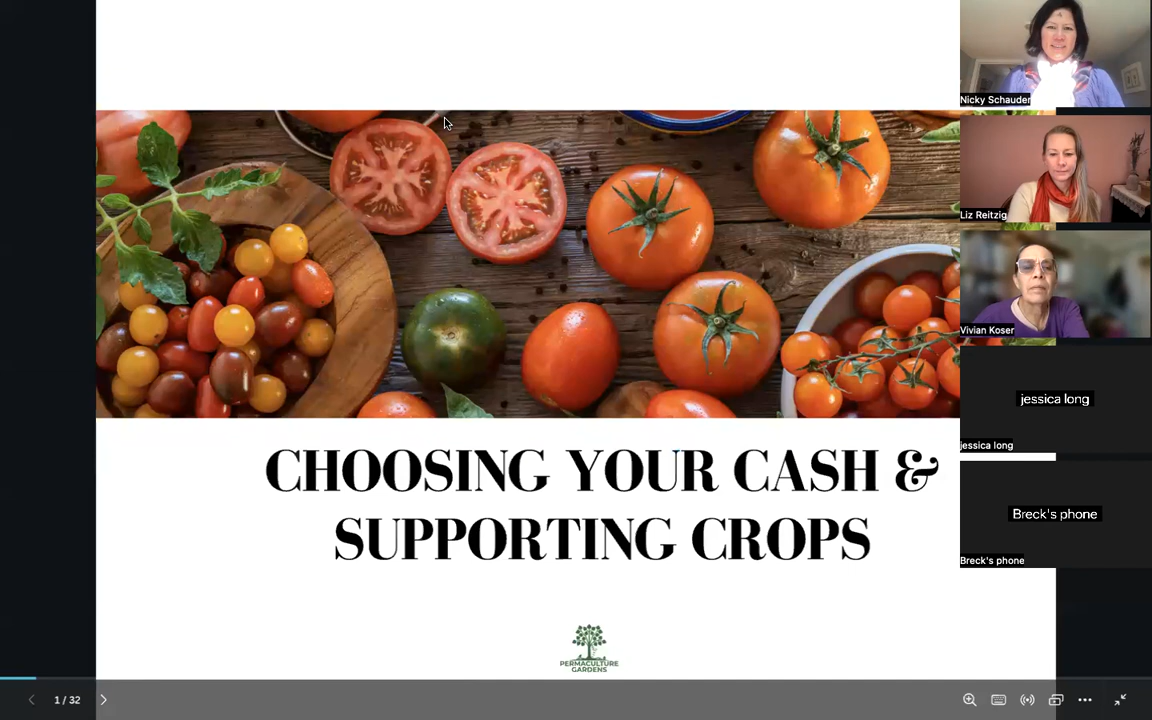 Nicky Schauder
Liz Reitzig
Vivian Koser
jessica long
jessica long
Breck's phone
Breck's phone
CHOOSING YOUR CASH &
SUPPORTING CROPS
PERMACULTURE
GARDENS
1 / 32